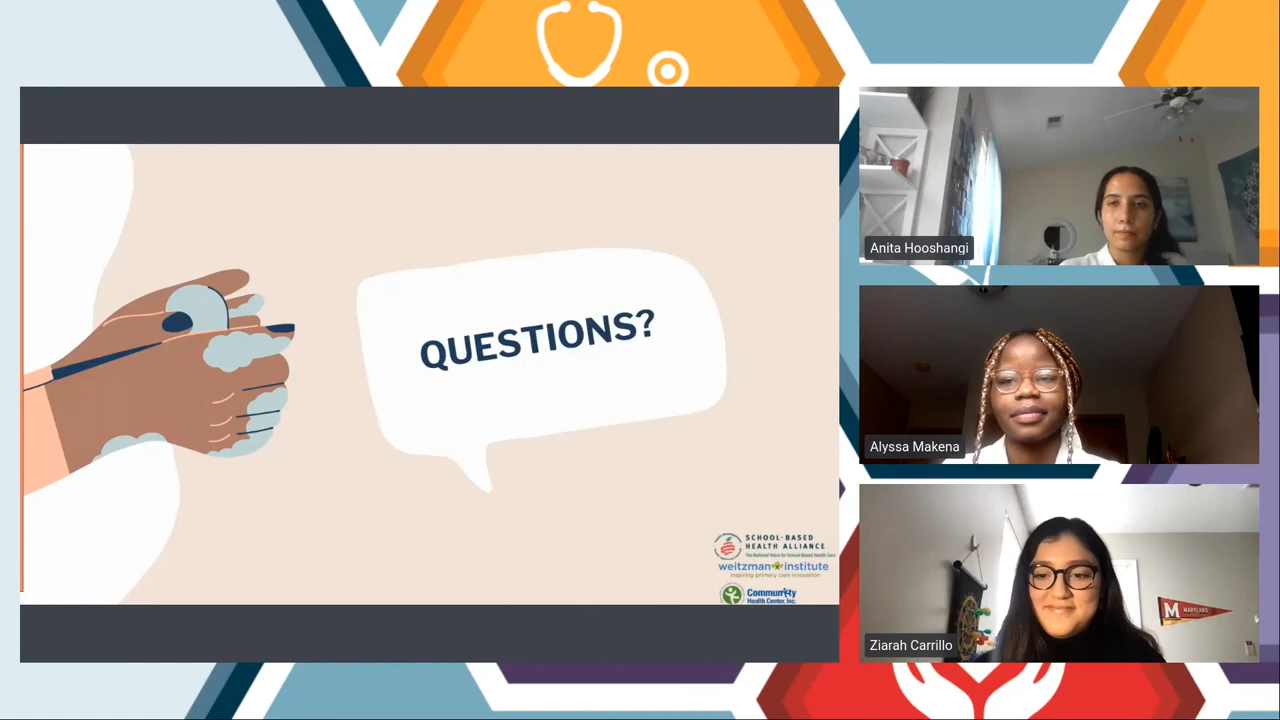 QUESTIONS?
SCHOOL-BASED
HEALTH ALLIANCE
The National Voice for School-Based Health Care
weitzman institute
inspiring primary care innovation
Community
Health Center, Inc.
Anita Hooshangi
Alyssa Makena
Ziarah Carrillo
M MARYLAND